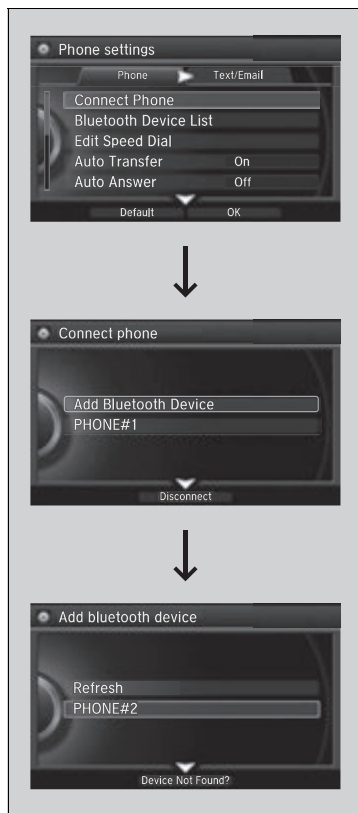 Phone settings
Phone Text/Email
Connect Phone
Bluetooth Device List
Edit Speed Dial
Auto Transfer On
Auto Answer Off
Default OK
Connect phone
Add Bluetooth Device
PHONE#1
Disconnect
Add bluetooth device
Refresh
PHONE#2
Device Not Found?